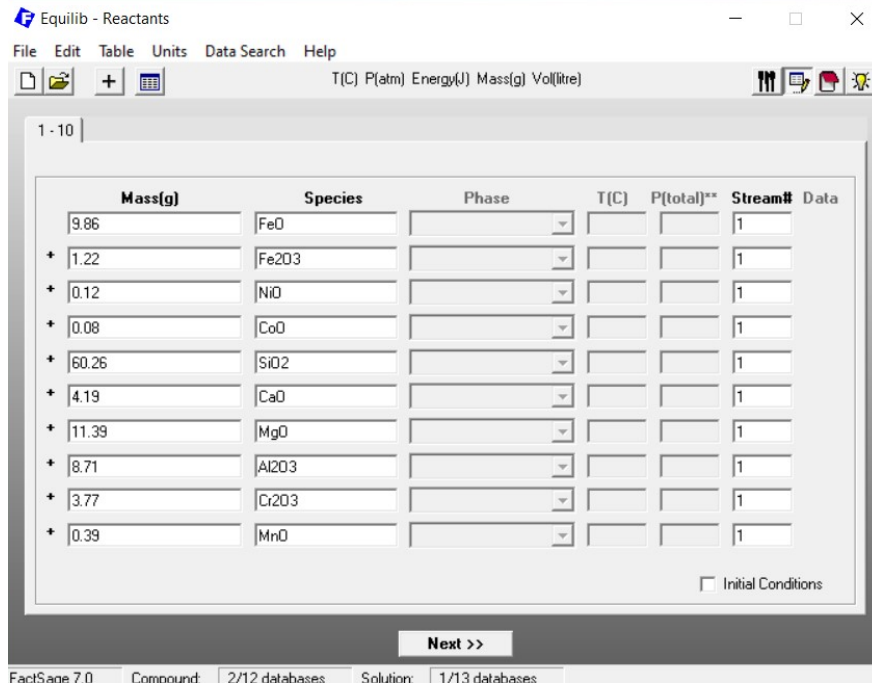 Equilib - Reactants
File Edit Table Units Data Search Help
T(C) P(atm) Energy(J) Mass(g) Vol(litre)
1 - 10
Mass(g) Species Phase T(C) P(total)** Stream# Data
9.86 FeO 1
+ 1.22 Fe2O3 1
+ 0.12 NiO 1
+ 0.08 CoO 1
+ 60.26 SiO2 1
+ 4.19 CaO 1
+ 11.39 MgO 1
+ 8.71 Al2O3 1
+ 3.77 Cr2O3 1
+ 0.39 MnO 1
Initial Conditions
Next >>
FactSage 7.0 Compound: 2/12 databases Solution: 1/13 databases